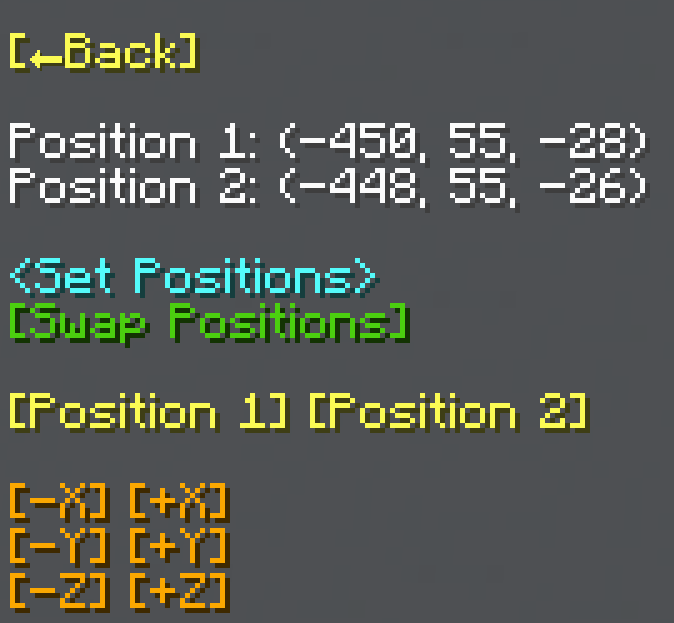 [←Back]
Position 1: (-450, 55, -28)
Position 2: (-448, 55, -26)
<Set Positions>
[Swap Positions]
[Position 1] [Position 2]
[-X] [+X]
[-Y] [+Y]
[-Z] [+Z]